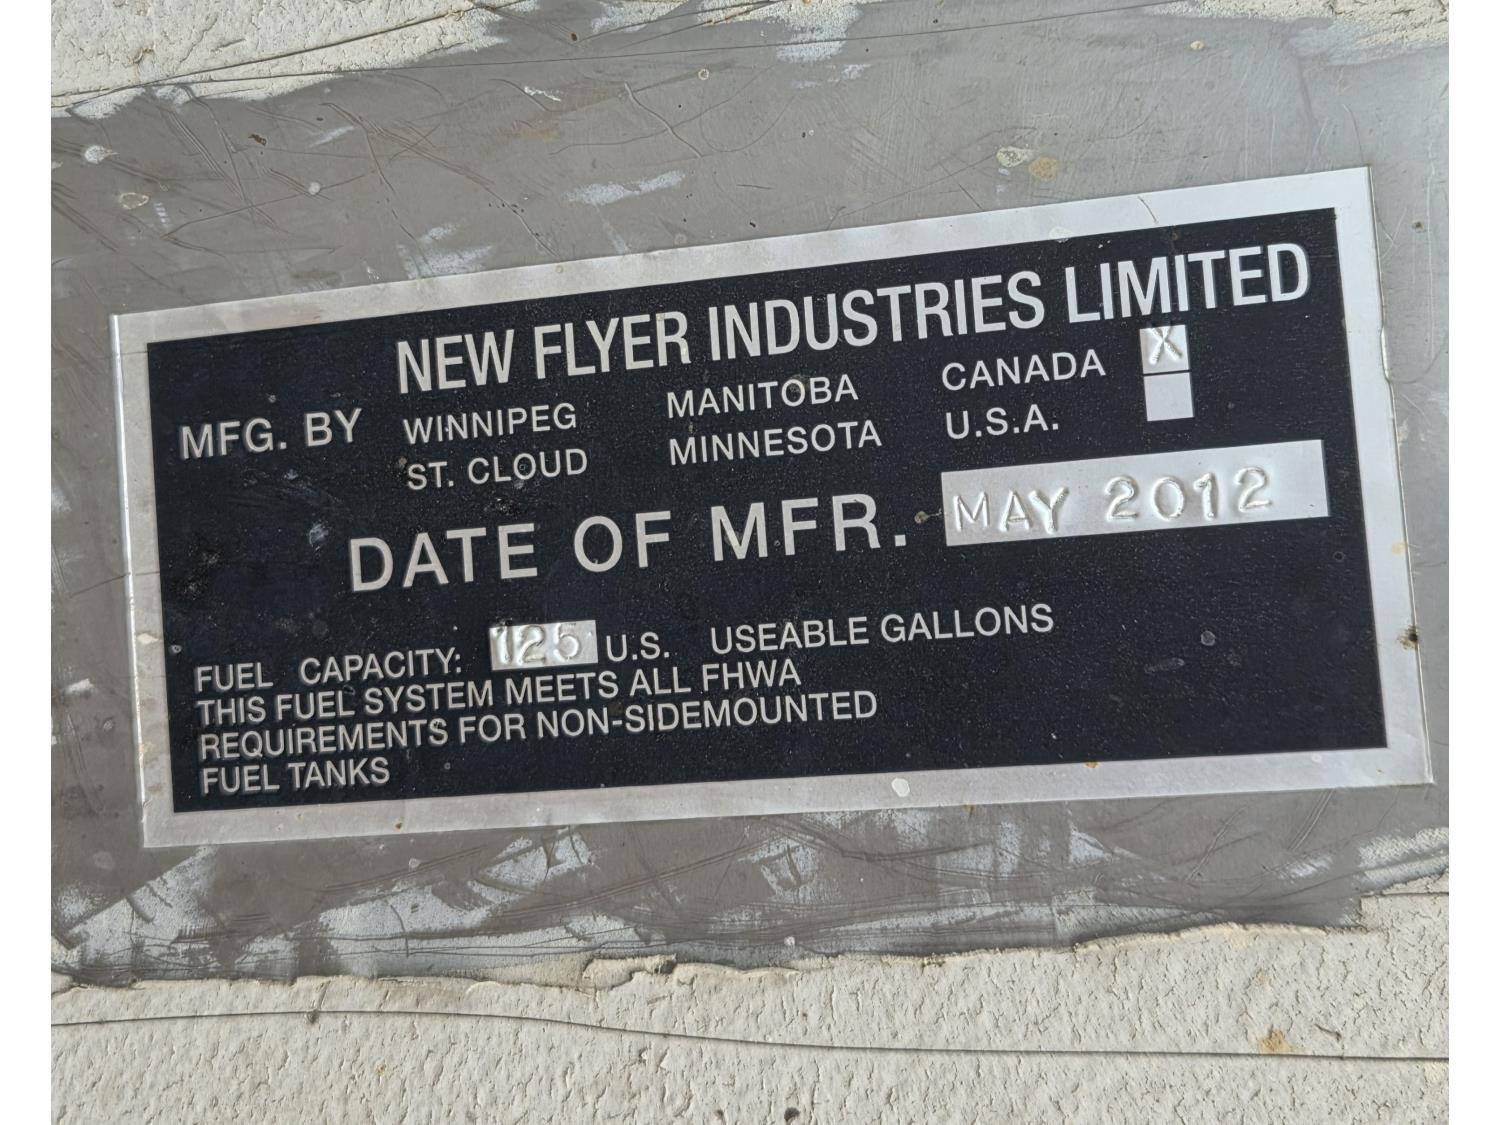 NEW FLYER INDUSTRIES LIMITED
MFG. BY WINNIPEG MANITOBA CANADA X
ST. CLOUD MINNESOTA U.S.A.
DATE OF MFR. MAY 2012
FUEL CAPACITY: 125 U.S. USEABLE GALLONS
THIS FUEL SYSTEM MEETS ALL FHWA
REQUIREMENTS FOR NON-SIDEMOUNTED
FUEL TANKS